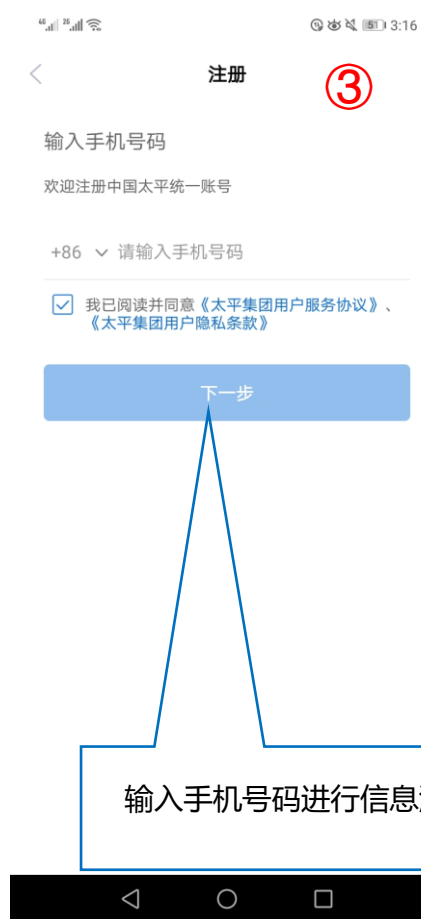 46 26 51 3:16
注册
③
输入手机号码
欢迎注册中国太平统一账号
+86 请输入手机号码
我已阅读并同意《太平集团用户服务协议》、
《太平集团用户隐私条款》
下一步
输入手机号码进行信息